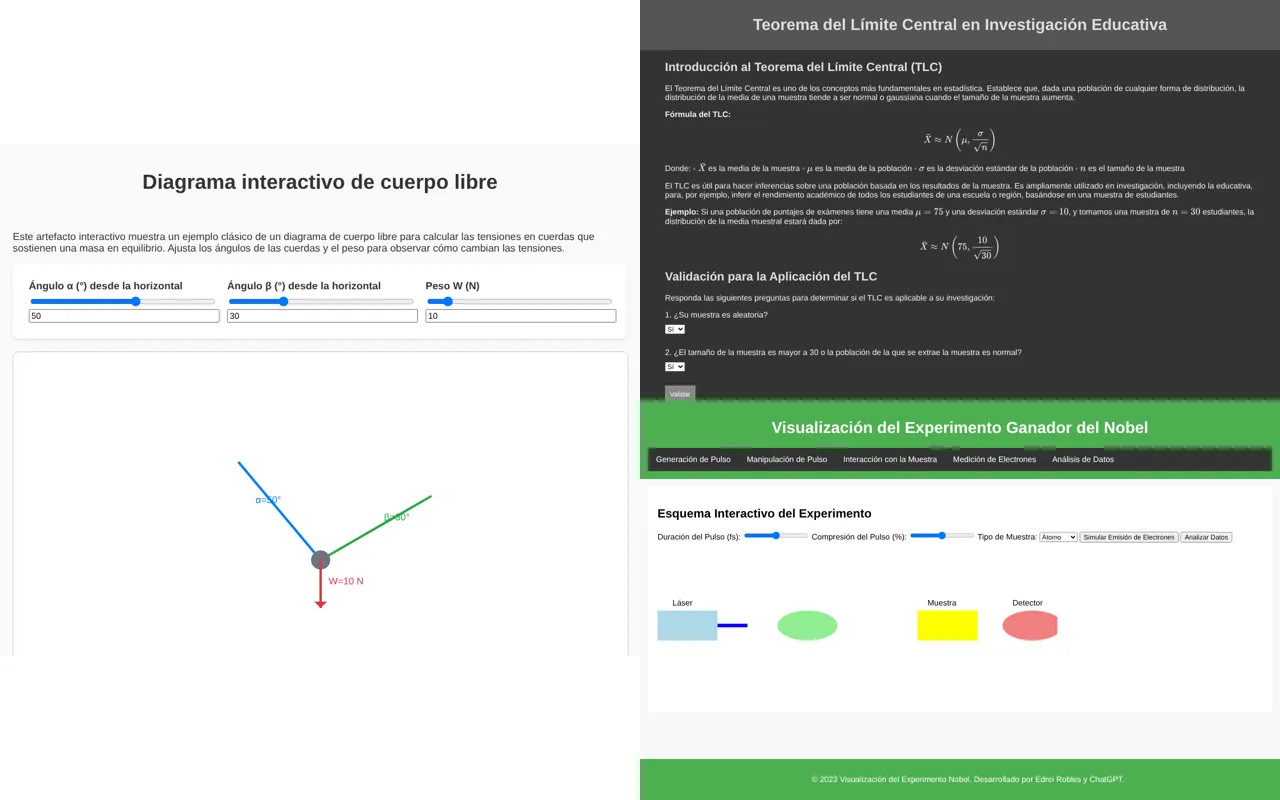 Diagrama interactivo de cuerpo libre
Este artefacto interactivo muestra un ejemplo clásico de un diagrama de cuerpo libre para calcular las tensiones en cuerdas que
sostienen una masa en equilibrio. Ajusta los ángulos de las cuerdas y el peso para observar cómo cambian las tensiones.
Ángulo α (°) desde la horizontal
Ángulo β (°) desde la horizontal
Peso W (N)
50
30
10
α=50°
β=30°
W=10 N
Teorema del Límite Central en Investigación Educativa
Introducción al Teorema del Límite Central (TLC)
El Teorema del Límite Central es uno de los conceptos más fundamentales en estadística. Establece que, dada una población de cualquier forma de distribución, la
distribución de la media de una muestra tiende a ser normal o gaussiana cuando el tamaño de la muestra aumenta.
Fórmula del TLC:
X̄ ≈ N (μ, σ/√n)
Donde: - X̄ es la media de la muestra - μ es la media de la población - σ es la desviación estándar de la población - n es el tamaño de la muestra
El TLC es útil para hacer inferencias sobre una población basada en los resultados de la muestra. Es ampliamente utilizado en investigación, incluyendo la educativa,
para, por ejemplo, inferir el rendimiento académico de todos los estudiantes de una escuela o región, basándose en una muestra de estudiantes.
Ejemplo: Si una población de puntajes de exámenes tiene una media μ = 75 y una desviación estándar σ = 10, y tomamos una muestra de n = 30 estudiantes, la
distribución de la media muestral estará dada por:
X̄ ≈ N (75, 10/√30)
Validación para la Aplicación del TLC
Responda las siguientes preguntas para determinar si el TLC es aplicable a su investigación:
1. ¿Su muestra es aleatoria?
Sí
2. ¿El tamaño de la muestra es mayor a 30 o la población de la que se extrae la muestra es normal?
Sí
Validar
Visualización del Experimento Ganador del Nobel
Generación de Pulso Manipulación de Pulso Interacción con la Muestra Medición de Electrones Análisis de Datos
Esquema Interactivo del Experimento
Duración del Pulso (fs): Compresión del Pulso (%): Tipo de Muestra: Átomo Simular Emisión de Electrones Analizar Datos
Láser
Muestra
Detector
© 2023 Visualización del Experimento Nobel. Desarrollado por Edrei Robles y ChatGPT.